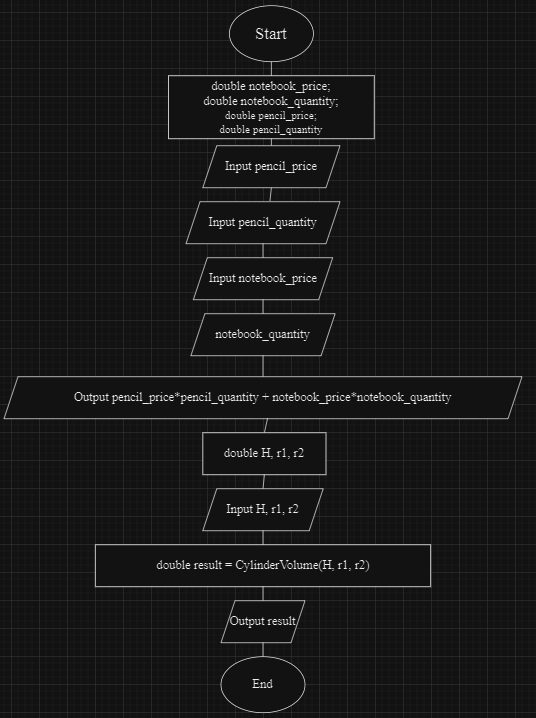 Start
double notebook_price;
double notebook_quantity;
double pencil_price;
double pencil_quantity
Input pencil_price
Input pencil_quantity
Input notebook_price
notebook_quantity
Output pencil_price*pencil_quantity + notebook_price*notebook_quantity
double H, r1, r2
Input H, r1, r2
double result = CylinderVolume(H, r1, r2)
Output result
End